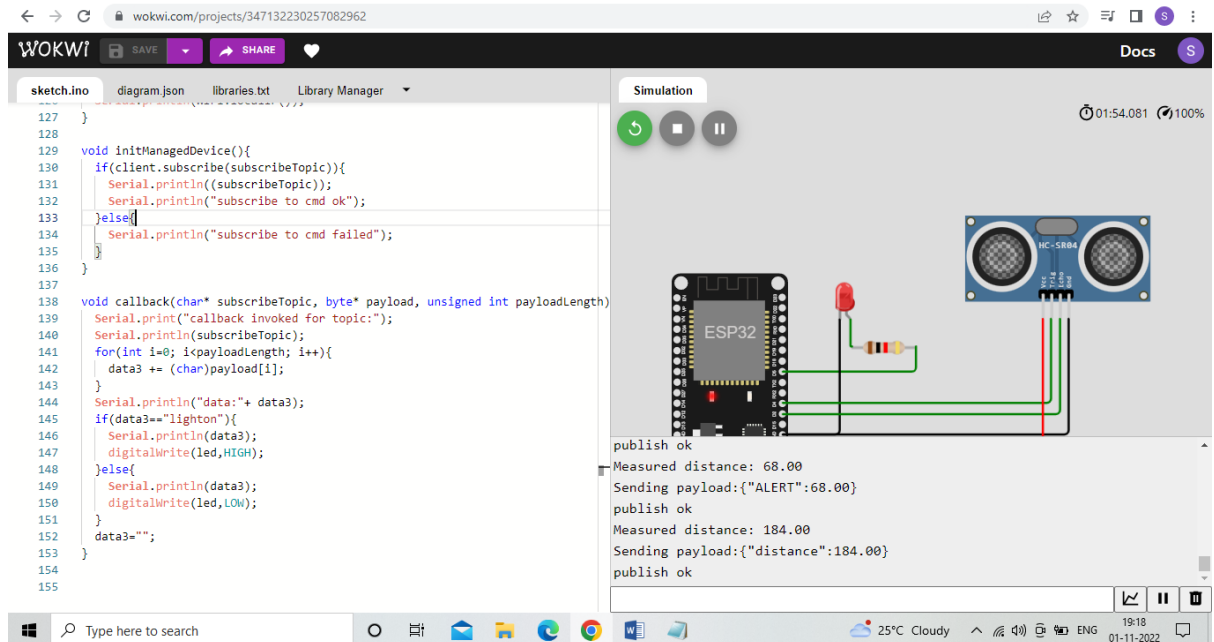 wokwi.com/projects/347132230257082962
S
WOKWI
SAVE
SHARE
Docs
S
sketch.ino diagram.json libraries.txt Library Manager
127 }
128
129 void initManagedDevice(){
130 if(client.subscribe(subscribeTopic)){
131 Serial.println((subscribeTopic));
132 Serial.println("subscribe to cmd ok");
133 }else{
134 Serial.println("subscribe to cmd failed");
135 }
136 }
137
138 void callback(char* subscribeTopic, byte* payload, unsigned int payloadLength)
139 Serial.print("callback invoked for topic:");
140 Serial.println(subscribeTopic);
141 for(int i=0; i<payloadLength; i++){
142 data3 += (char)payload[i];
143 }
144 Serial.println("data:"+ data3);
145 if(data3=="lighton"){
146 Serial.println(data3);
147 digitalWrite(led,HIGH);
148 }else{
149 Serial.println(data3);
150 digitalWrite(led,LOW);
151 }
152 data3="";
153 }
154
155
Simulation
01:54.081 100%
HC-SR04
Vcc
Trig
Echo
Gnd
ESP32
publish ok
Measured distance: 68.00
Sending payload:{"ALERT":68.00}
publish ok
Measured distance: 184.00
Sending payload:{"distance":184.00}
publish ok
Type here to search
25°C Cloudy
ENG
19:18
01-11-2022